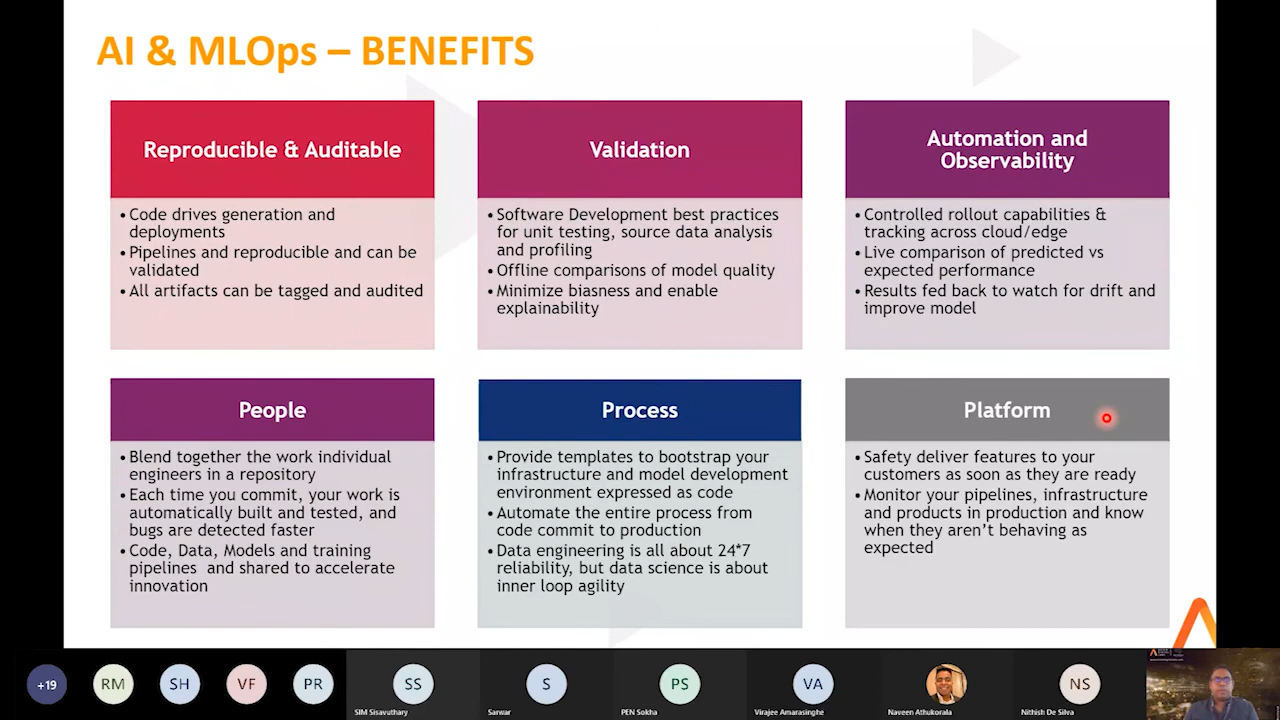 AI & MLOps – BENEFITS
Reproducible & Auditable
• Code drives generation and
deployments
• Pipelines and reproducible and can be
validated
• All artifacts can be tagged and audited
Validation
• Software Development best practices
for unit testing, source data analysis
and profiling
• Offline comparisons of model quality
• Minimize biasness and enable
explainability
Automation and
Observability
• Controlled rollout capabilities &
tracking across cloud/edge
• Live comparison of predicted vs
expected performance
• Results fed back to watch for drift and
improve model
People
• Blend together the work individual
engineers in a repository
• Each time you commit, your work is
automatically built and tested, and
bugs are detected faster
• Code, Data, Models and training
pipelines and shared to accelerate
innovation
Process
• Provide templates to bootstrap your
infrastructure and model development
environment expressed as code
• Automate the entire process from
code commit to production
• Data engineering is all about 24*7
reliability, but data science is about
inner loop agility
Platform
• Safety deliver features to your
customers as soon as they are ready
• Monitor your pipelines, infrastructure
and products in production and know
when they aren’t behaving as
expected
+19
RM
SH
VF
PR
SS
SIM Sisavuthary
S
Sarwar
PS
PEN Sokha
VA
Virajee Amarasinghe
Naveen Athukorala
NS
Nithish De Silva